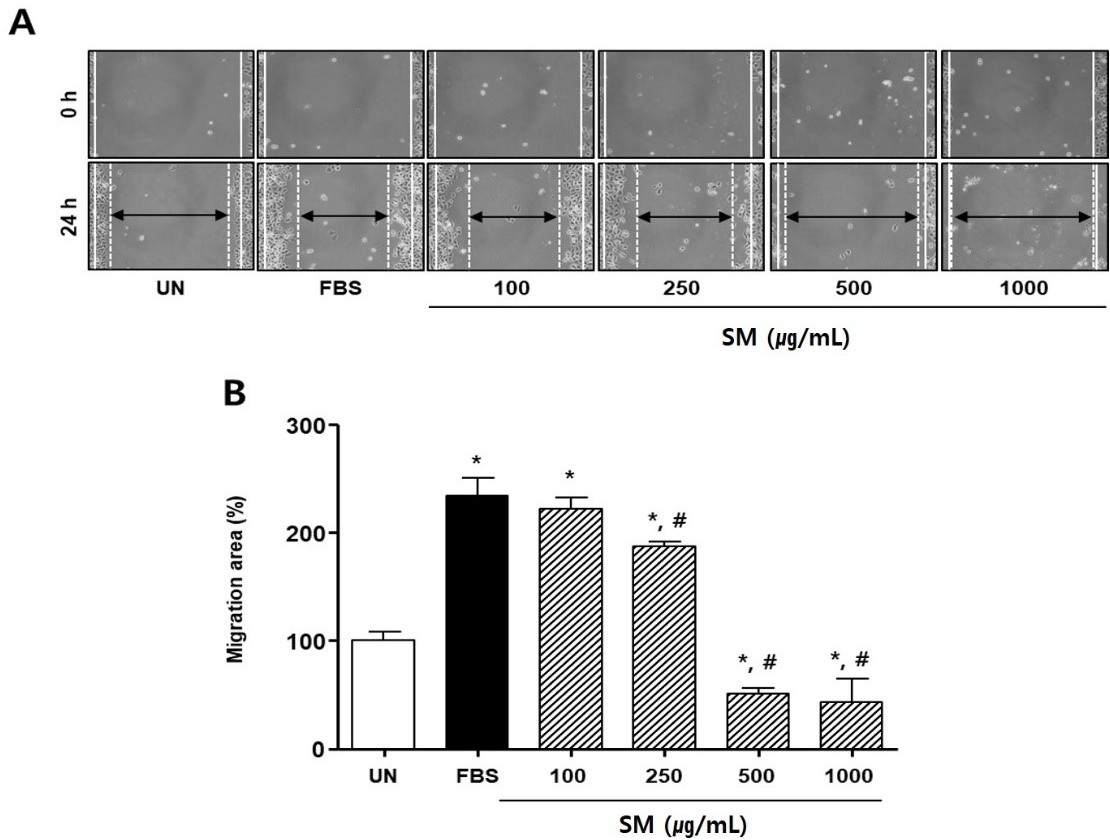 A
0 h
24 h
UN FBS 100 250 500 1000
SM (㎍/mL)
B
Migration area (%)
300
200
100
0
* * *, # *, # *, #
UN FBS 100 250 500 1000
SM (㎍/mL)